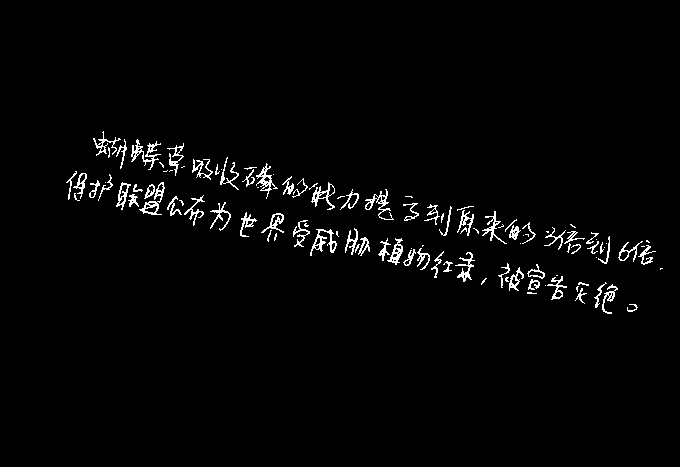 蝴蝶草吸收磷的能力提高到原来的3倍到6倍.
保护联盟公布为世界受威胁植物红录,被宣告灭绝。